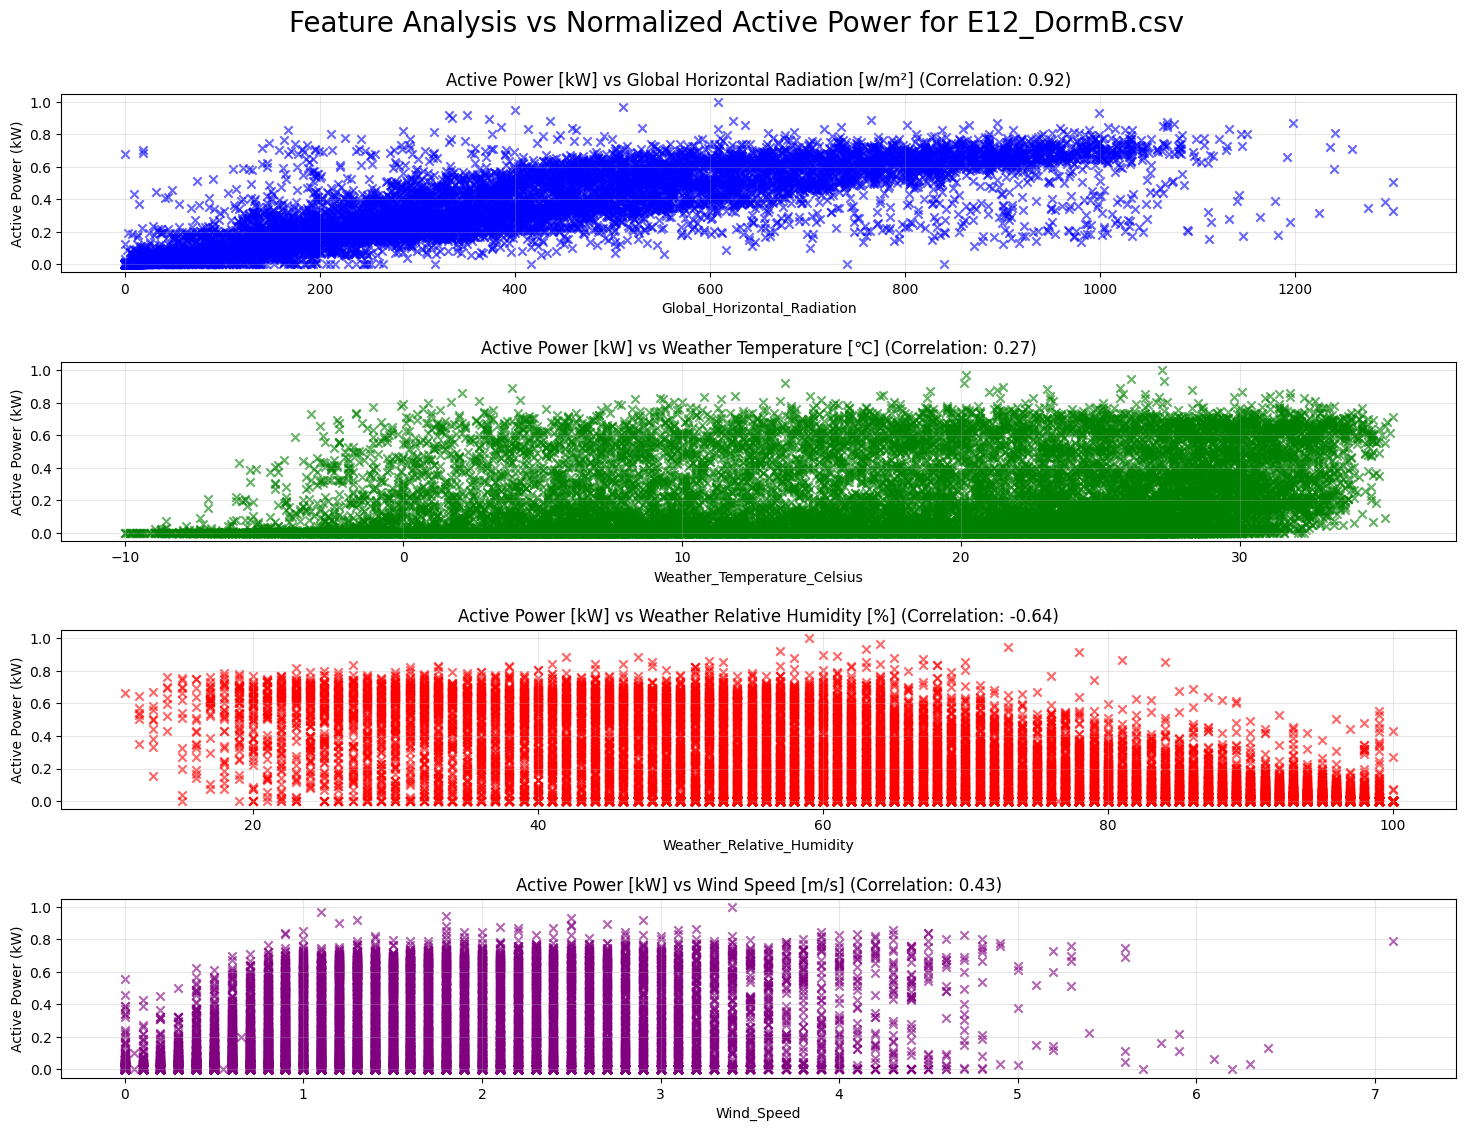 Feature Analysis vs Normalized Active Power for E12_DormB.csv
Active Power [kW] vs Global Horizontal Radiation [w/m²] (Correlation: 0.92)
Active Power (kW)
1.0
0.8
0.6
0.4
0.2
0.0
0 200 400 600 800 1000 1200
Global_Horizontal_Radiation
Active Power [kW] vs Weather Temperature [℃] (Correlation: 0.27)
Active Power (kW)
1.0
0.8
0.6
0.4
0.2
0.0
−10 0 10 20 30
Weather_Temperature_Celsius
Active Power [kW] vs Weather Relative Humidity [%] (Correlation: -0.64)
Active Power (kW)
1.0
0.8
0.6
0.4
0.2
0.0
20 40 60 80 100
Weather_Relative_Humidity
Active Power [kW] vs Wind Speed [m/s] (Correlation: 0.43)
Active Power (kW)
1.0
0.8
0.6
0.4
0.2
0.0
0 1 2 3 4 5 6 7
Wind_Speed